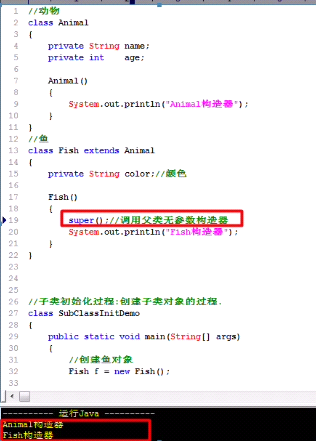 1 //动物
2 class Animal
3 {
4 private String name;
5 private int age;
6
7 Animal()
8 {
9 System.out.println("Animal构造器");
10 }
11 }
12 //鱼
13 class Fish extends Animal
14 {
15 private String color;//颜色
16
17 Fish()
18 {
19 super();//调用父类无参数构造器
20 System.out.println("Fish构造器");
21 }
22 }
23
24
25
26 //子类初始化过程:创建子类对象的过程.
27 class SubClassInitDemo
28 {
29 public static void main(String[] args)
30 {
31 //创建鱼对象
32 Fish f = new Fish();
33
---------- 运行Java ----------
Animal构造器
Fish构造器